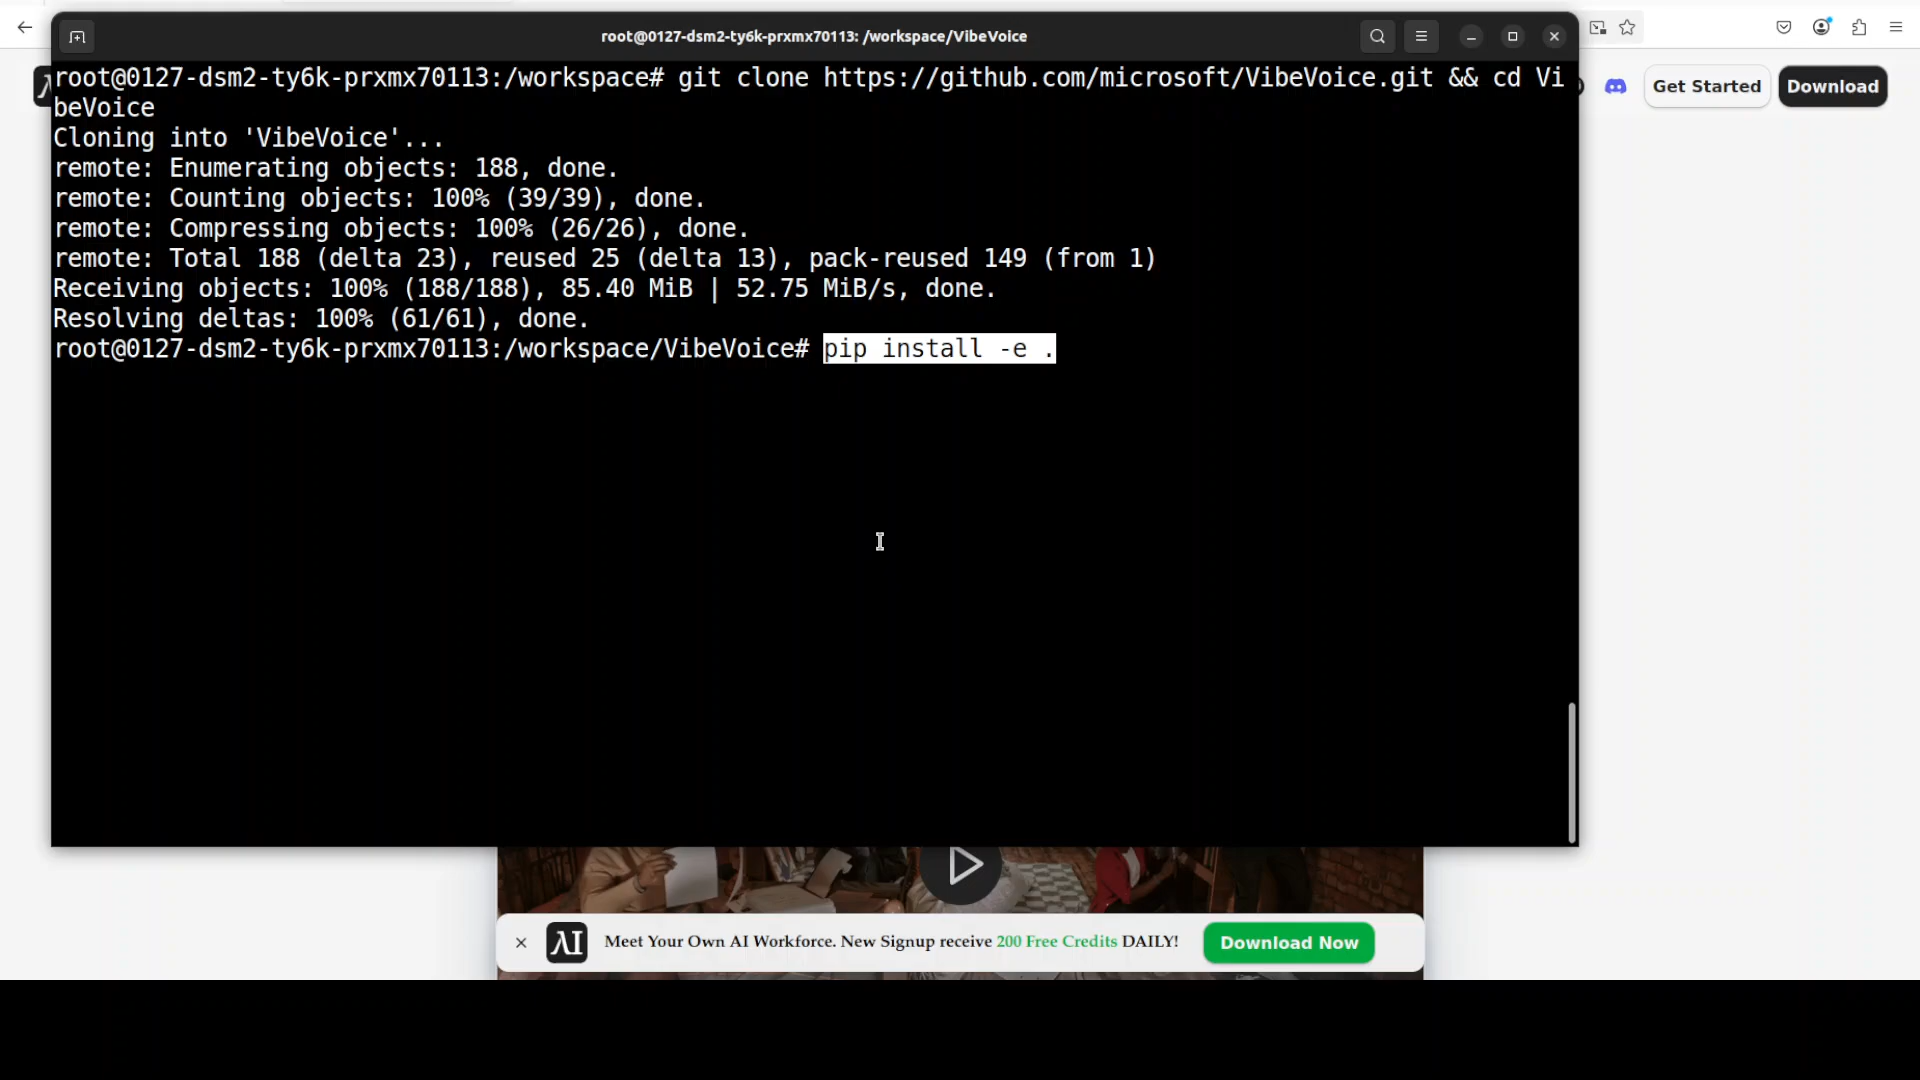 root@0127-dsm2-ty6k-prxmx70113: /workspace/VibeVoice
root@0127-dsm2-ty6k-prxmx70113:/workspace# git clone https://github.com/microsoft/VibeVoice.git && cd Vi
beVoice
Cloning into 'VibeVoice'...
remote: Enumerating objects: 188, done.
remote: Counting objects: 100% (39/39), done.
remote: Compressing objects: 100% (26/26), done.
remote: Total 188 (delta 23), reused 25 (delta 13), pack-reused 149 (from 1)
Receiving objects: 100% (188/188), 85.40 MiB | 52.75 MiB/s, done.
Resolving deltas: 100% (61/61), done.
root@0127-dsm2-ty6k-prxmx70113:/workspace/VibeVoice# pip install -e .
Get Started
Download
Meet Your Own AI Workforce. New Signup receive 200 Free Credits DAILY!
Download Now